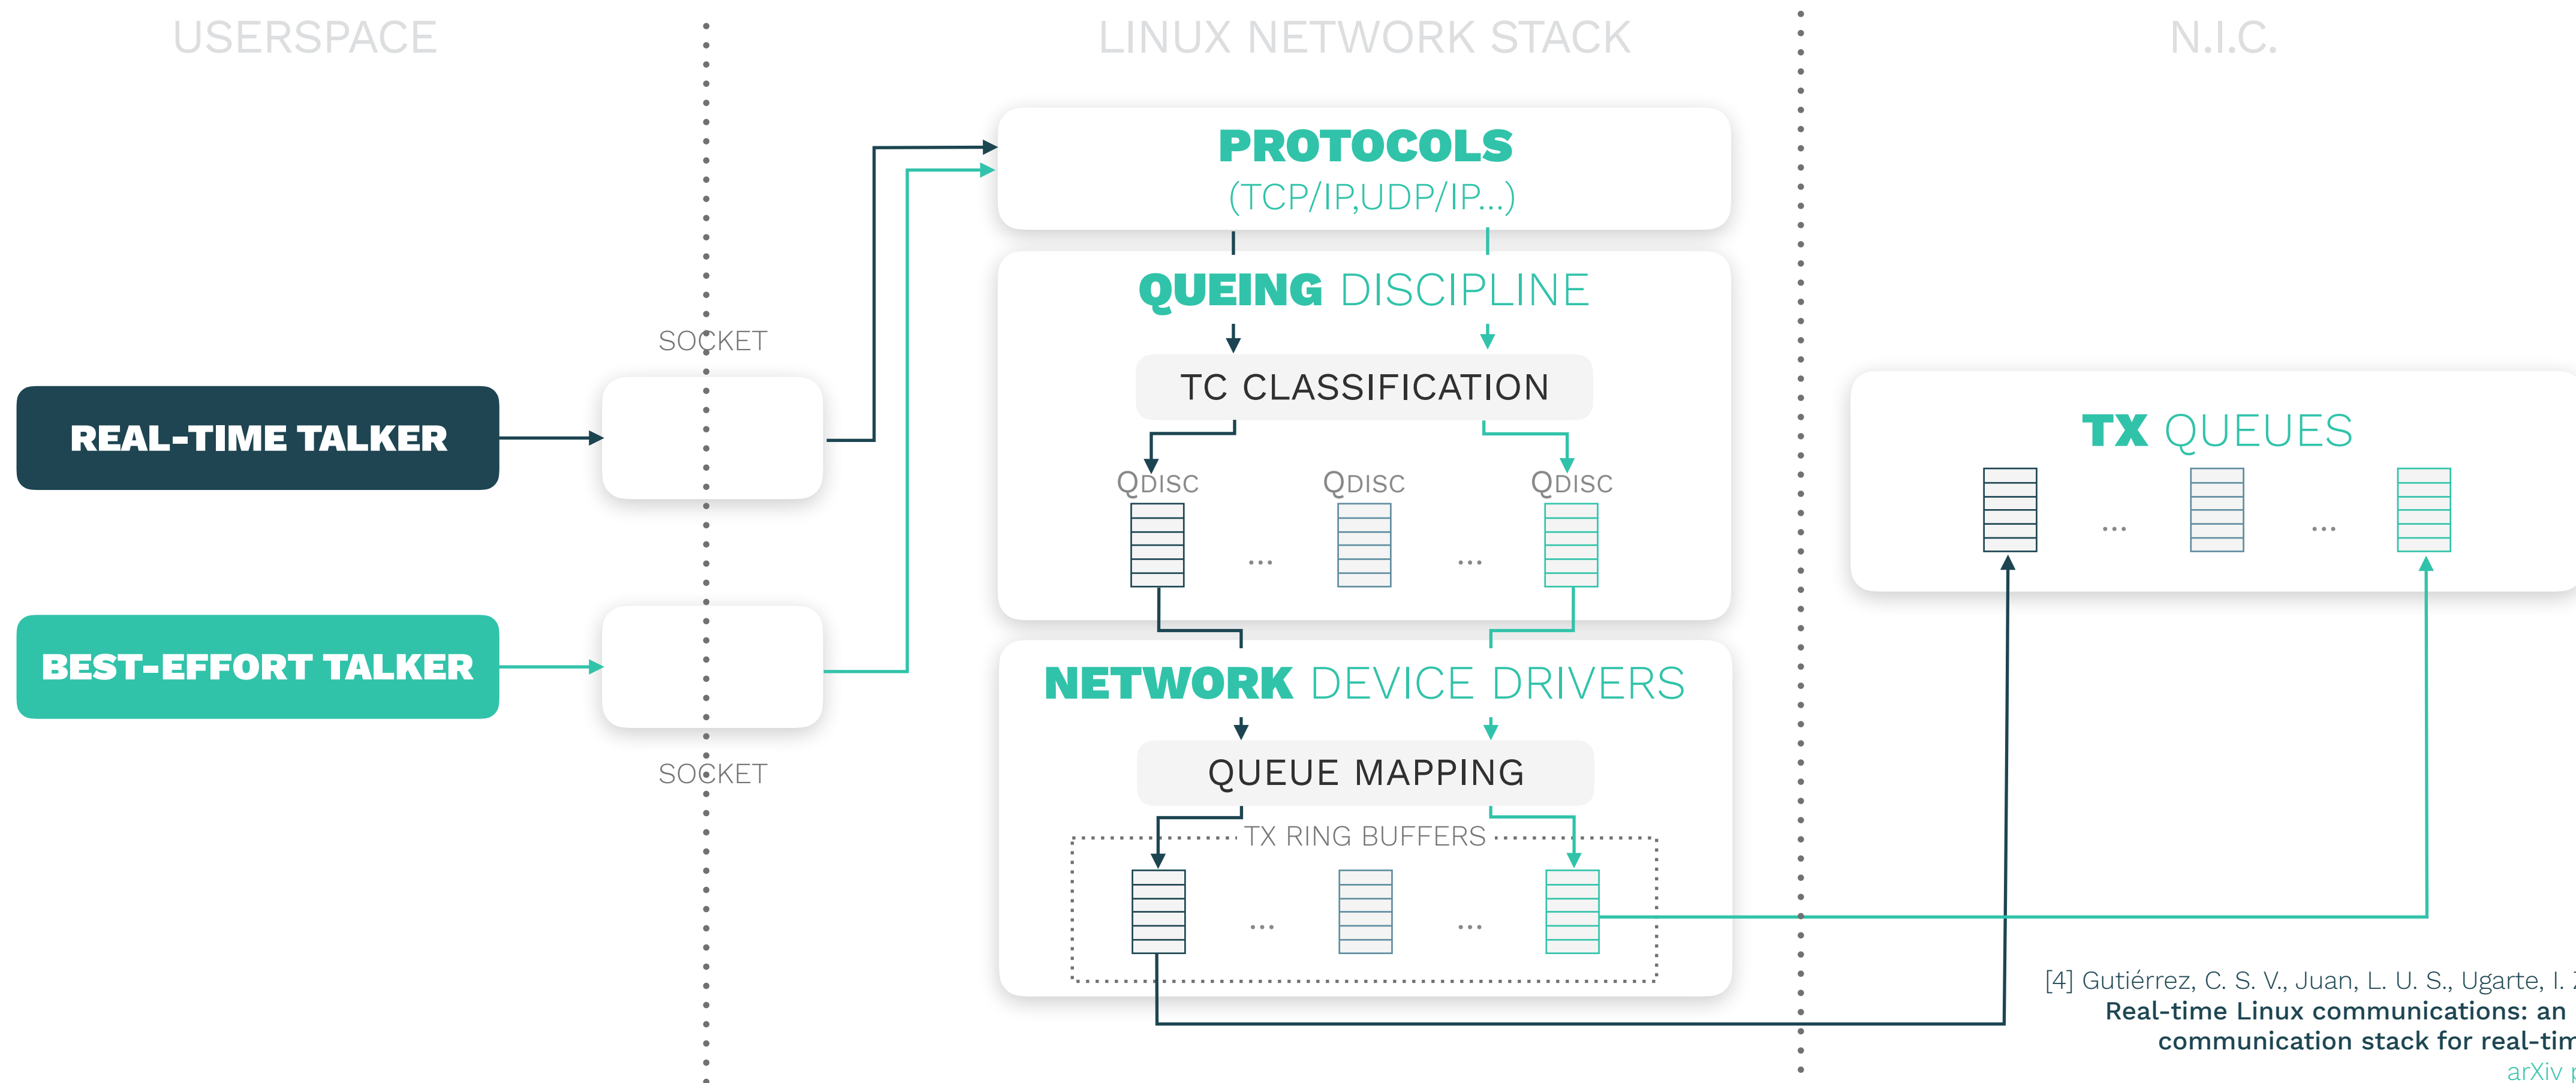 USERSPACE
LINUX NETWORK STACK
N.I.C.
PROTOCOLS
(TCP/IP,UDP/IP...)
QUEING DISCIPLINE
SOCKET
TC CLASSIFICATION
REAL-TIME TALKER
TX QUEUES
QDISC QDISC QDISC
... ...
... ...
BEST-EFFORT TALKER
NETWORK DEVICE DRIVERS
SOCKET
QUEUE MAPPING
TX RING BUFFERS
... ...
[4] Gutiérrez, C. S. V., Juan, L. U. S., Ugarte, I.
Real-time Linux communications: an
communication stack for
arXiv